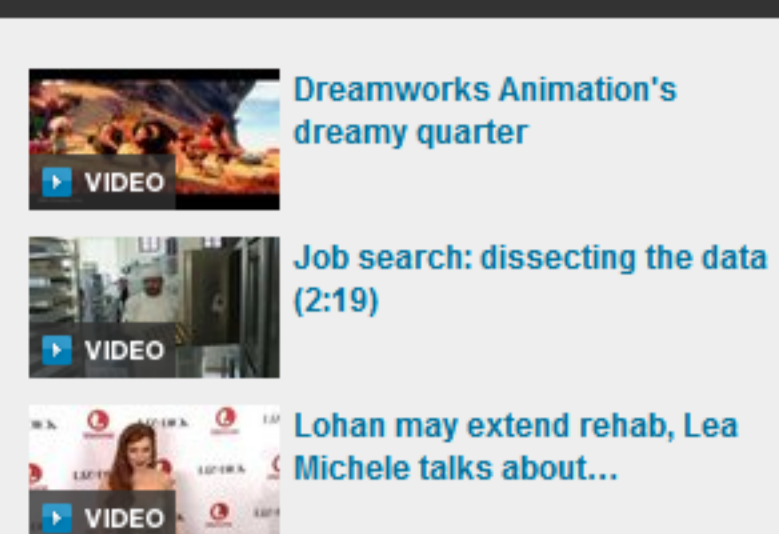 Dreamworks Animation's
dreamy quarter
VIDEO
Job search: dissecting the data
(2:19)
VIDEO
Lohan may extend rehab, Lea
Michele talks about...
VIDEO